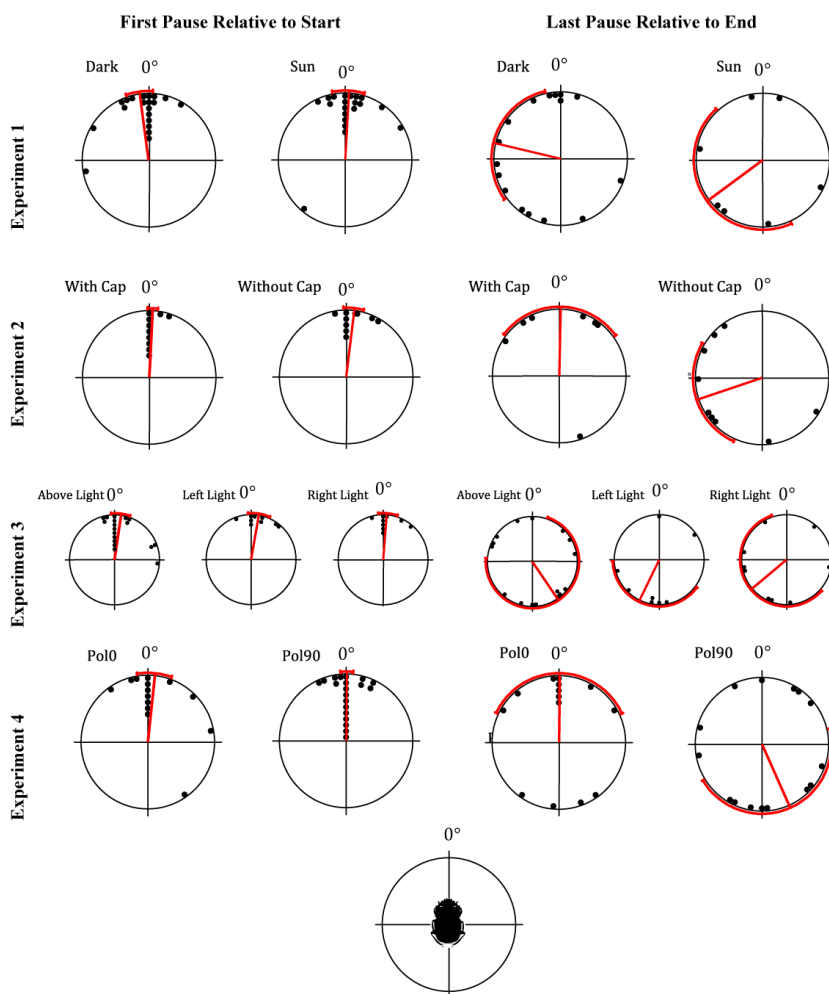 First Pause Relative to Start
Last Pause Relative to End
Experiment 1
Dark 0°
Sun 0°
Dark 0°
Sun 0°
Experiment 2
With Cap 0°
Without Cap 0°
With Cap 0°
Without Cap 0°
°
Experiment 3
Above Light 0°
Left Light 0°
Right Light 0°
Above Light 0°
Left Light 0°
Right Light 0°
Experiment 4
Pol0 0°
Pol90 0°
Pol0 0°
Pol90 0°
I
0°